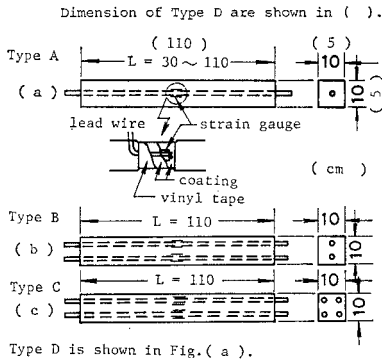 Dimension of Type D are shown in ( ).
Type A
( 110 )
( 5 )
L = 30 ~ 110
10
( a )
10
( 5 )
lead wire
strain gauge
coating
vinyl tape
( cm )
Type B
L = 110
10
( b )
10
Type C
L = 110
10
( c )
10
Type D is shown in Fig.( a ).